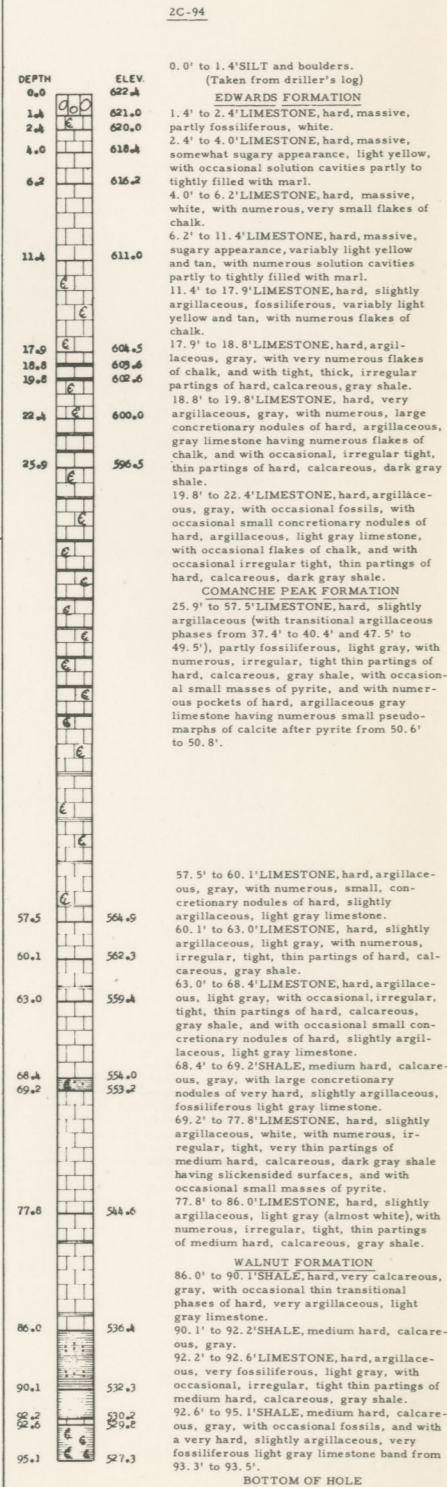 2C-94
DEPTH
ELEV.
0.0
622.4
1.4
621.0
2.4
620.0
4.0
618.4
6.2
616.2
11.4
611.0
17.9
604.5
18.8
603.6
19.8
602.6
22.4
600.0
25.9
596.5
57.5
564.9
60.1
562.3
63.0
559.4
68.4
554.0
69.2
553.2
77.8
544.6
86.0
536.4
90.1
532.3
92.2
530.2
92.6
529.8
95.1
527.3
0.0' to 1.4'SILT and boulders.
(Taken from driller's log)
EDWARDS FORMATION
1.4' to 2.4'LIMESTONE, hard, massive,
partly fossiliferous, white.
2.4' to 4.0'LIMESTONE, hard, massive,
somewhat sugary appearance, light yellow,
with occasional solution cavities partly to
tightly filled with marl.
4.0' to 6.2'LIMESTONE, hard, massive,
white, with numerous, very small flakes of
chalk.
6.2' to 11.4'LIMESTONE, hard, massive,
sugary appearance, variably light yellow
and tan, with numerous solution cavities
partly to tightly filled with marl.
11.4' to 17.9'LIMESTONE, hard, slightly
argillaceous, fossiliferous, variably light
yellow and tan, with numerous flakes of
chalk.
17.9' to 18.8'LIMESTONE, hard, argil-
laceous, gray, with very numerous flakes
of chalk, and with tight, thick, irregular
partings of hard, calcareous, gray shale.
18.8' to 19.8'LIMESTONE, hard, very
argillaceous, gray, with numerous, large
concretionary nodules of hard, argillaceous,
gray limestone having numerous flakes of
chalk, and with occasional, irregular tight,
thin partings of hard, calcareous, dark gray
shale.
19.8' to 22.4'LIMESTONE, hard, argillace-
ous, gray, with occasional fossils, with
occasional small concretionary nodules of
hard, argillaceous, light gray limestone,
with occasional flakes of chalk, and with
occasional irregular tight, thin partings of
hard, calcareous, dark gray shale.
COMANCHE PEAK FORMATION
25.9' to 57.5'LIMESTONE, hard, slightly
argillaceous (with transitional argillaceous
phases from 37.4' to 40.4' and 47.5' to
49.5'), partly fossiliferous, light gray, with
numerous, irregular, tight thin partings of
hard, calcareous, gray shale, with occasion-
al small masses of pyrite, and with numer-
ous pockets of hard, argillaceous gray
limestone having numerous small pseudo-
marphs of calcite after pyrite from 50.6'
to 50.8'.
57.5' to 60.1'LIMESTONE, hard, argillace-
ous, gray, with numerous, small, con-
cretionary nodules of hard, slightly
argillaceous, light gray limestone.
60.1' to 63.0'LIMESTONE, hard, slightly
argillaceous, light gray, with numerous,
irregular, tight, thin partings of hard, cal-
careous, gray shale.
63.0' to 68.4'LIMESTONE, hard, argillace-
ous, light gray, with occasional, irregular,
tight, thin partings of hard, calcareous,
gray shale, and with occasional small con-
cretionary nodules of hard, slightly argil-
laceous, light gray limestone.
68.4' to 69.2'SHALE, medium hard, calcare-
ous, gray, with large concretionary
nodules of very hard, slightly argillaceous,
fossiliferous light gray limestone.
69.2' to 77.8'LIMESTONE, hard, slightly
argillaceous, white, with numerous, ir-
regular, tight, very thin partings of
medium hard, calcareous, dark gray shale
having slickensided surfaces, and with
occasional small masses of pyrite.
77.8' to 86.0'LIMESTONE, hard, slightly
argillaceous, light gray (almost white), with
numerous, irregular, tight, thin partings
of medium hard, calcareous, gray shale.
WALNUT FORMATION
86.0' to 90.1'SHALE, hard, very calcareous,
gray, with occasional thin transitional
phases of hard, very argillaceous, light
gray limestone.
90.1' to 92.2'SHALE, medium hard, calcare-
ous, gray.
92.2' to 92.6'LIMESTONE, hard, argillace-
ous, very fossiliferous, light gray, with
occasional, irregular, tight thin partings of
medium hard, calcareous, gray shale.
92.6' to 95.1'SHALE, medium hard, calcare-
ous, gray, with occasional fossils, and with
a very hard, slightly argillaceous, very
fossiliferous light gray limestone band from
93.3' to 93.5'.
BOTTOM OF HOLE